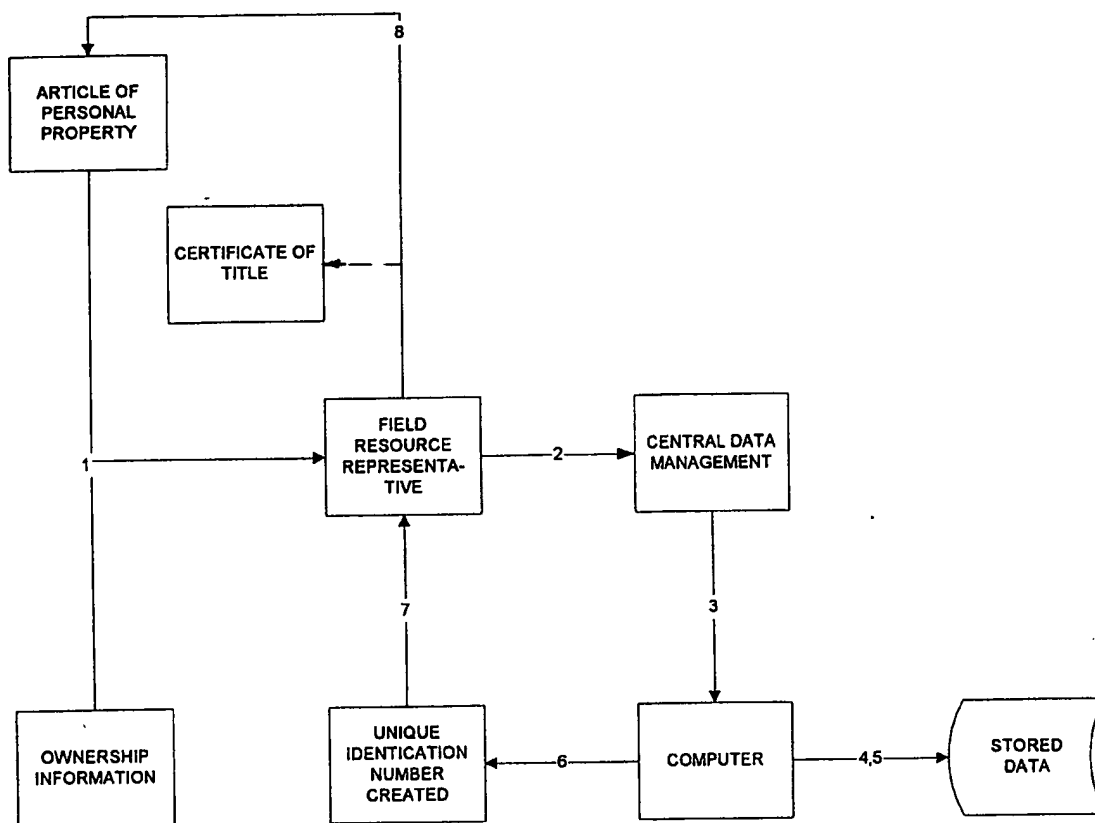 8
ARTICLE OF
PERSONAL
PROPERTY
CERTIFICATE OF
TITLE
FIELD
RESOURCE
REPRESENTA-
TIVE
CENTRAL DATA
MANAGEMENT
1
2
3
7
OWNERSHIP
INFORMATION
UNIQUE
IDENTICATION
NUMBER
CREATED
6
COMPUTER
4,5
STORED
DATA